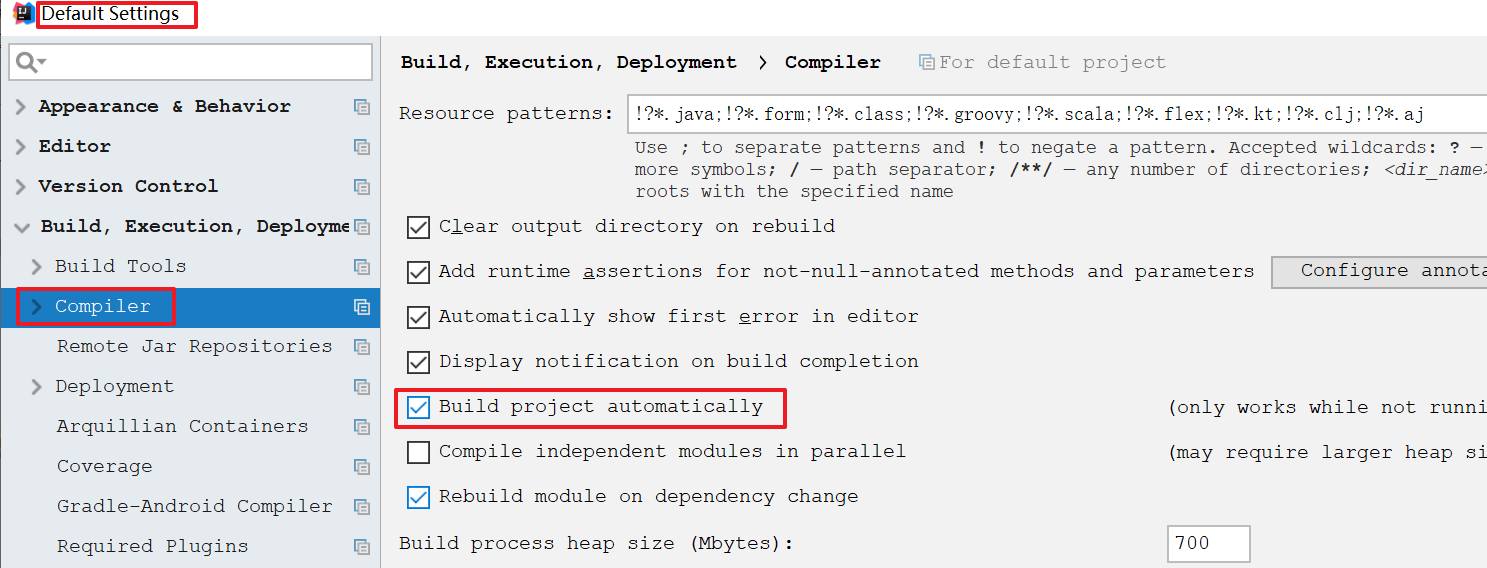 Default Settings
Appearance & Behavior
Editor
Version Control
Build, Execution, Deployme
Build Tools
Compiler
Remote Jar Repositories
Deployment
Arquillian Containers
Coverage
Gradle-Android Compiler
Required Plugins
Build, Execution, Deployment > Compiler For default project
Resource patterns: !?*.java;!?*.form;!?*.class;!?*.groovy;!?*.scala;!?*.flex;!?*.kt;!?*.clj;!?*.aj
Use ; to separate patterns and ! to negate a pattern. Accepted wildcards: ? —
more symbols; / — path separator; /**/ — any number of directories; <dir_name>
roots with the specified name
Clear output directory on rebuild
Add runtime assertions for not-null-annotated methods and parameters Configure annota
Automatically show first error in editor
Display notification on build completion
Build project automatically (only works while not runni
Compile independent modules in parallel (may require larger heap si
Rebuild module on dependency change
Build process heap size (Mbytes): 700